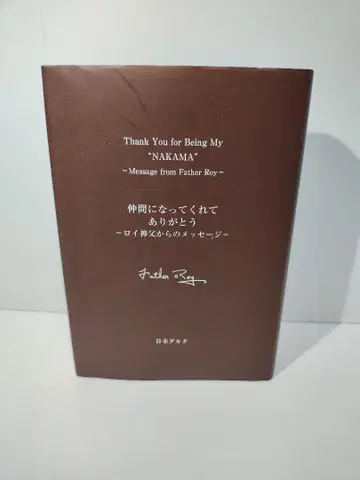 Thank You for Being My
"NAKAMA"
–Message from Father Roy–
仲間になってくれて
ありがとう
–ロイ神父からのメッセージ–
Father Roy
日本ダルク